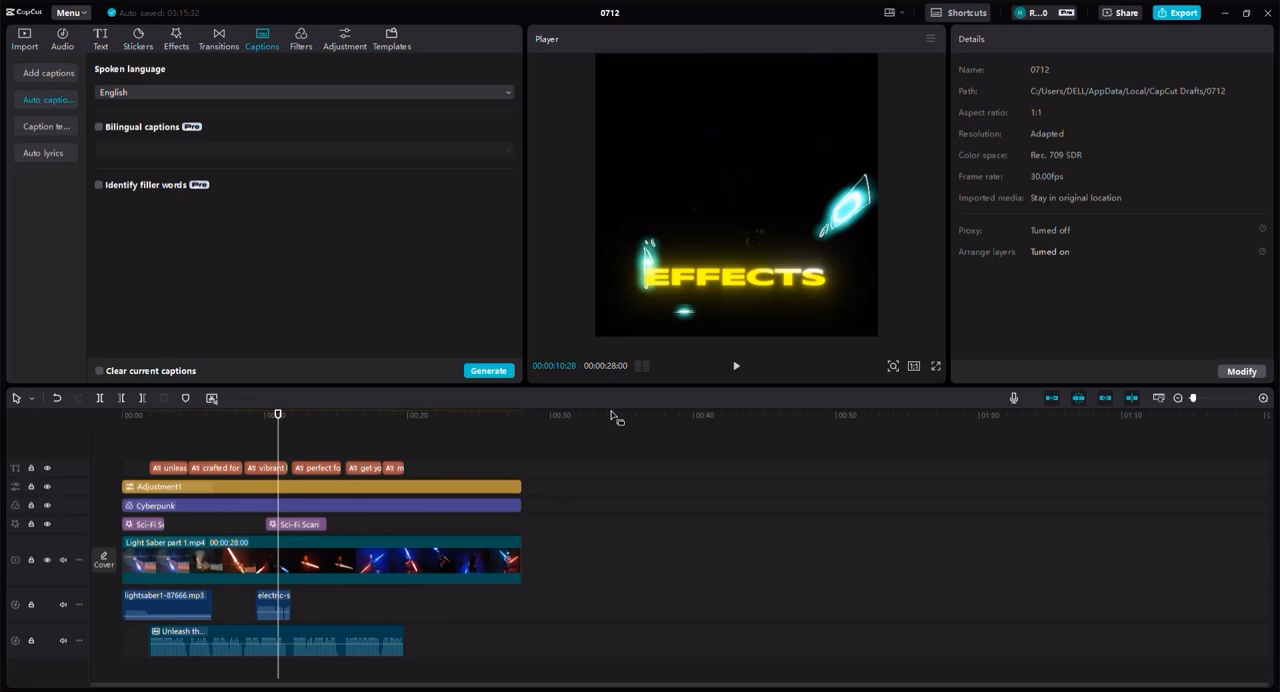 CapCut
Menu
Auto saved: 03:15:32
0712
Shortcuts
R...0
Pro
Share
Export
Import
Audio
Text
Stickers
Effects
Transitions
Captions
Filters
Adjustment
Templates
Add captions
Auto captio...
Caption te...
Auto lyrics
Spoken language
English
Bilingual captions Pro
Identify filler words Pro
Clear current captions
Generate
Player
EFFECTS
00:00:10:28
00:00:28:00
1:1
Details
Name: 0712
Path: C:/Users/DELL/AppData/Local/CapCut Drafts/0712
Aspect ratio: 1:1
Resolution: Adapted
Color space: Rec. 709 SDR
Frame rate: 30.00fps
Imported media: Stay in original location
Proxy: Turned off
Arrange layers Turned on
Modify
00:00
00:20
00:30
00:40
00:50
01:00
01:10
unleas
crafted for
vibrant
perfect fo
get yo
m
Adjustment1
Cyberpunk
Sci-Fi
Sci-Fi Scan
Cover
Light Saber part 1.mp4 00:00:28:00
lightsaber1-87666.mp3
electric-s
Unleash th...